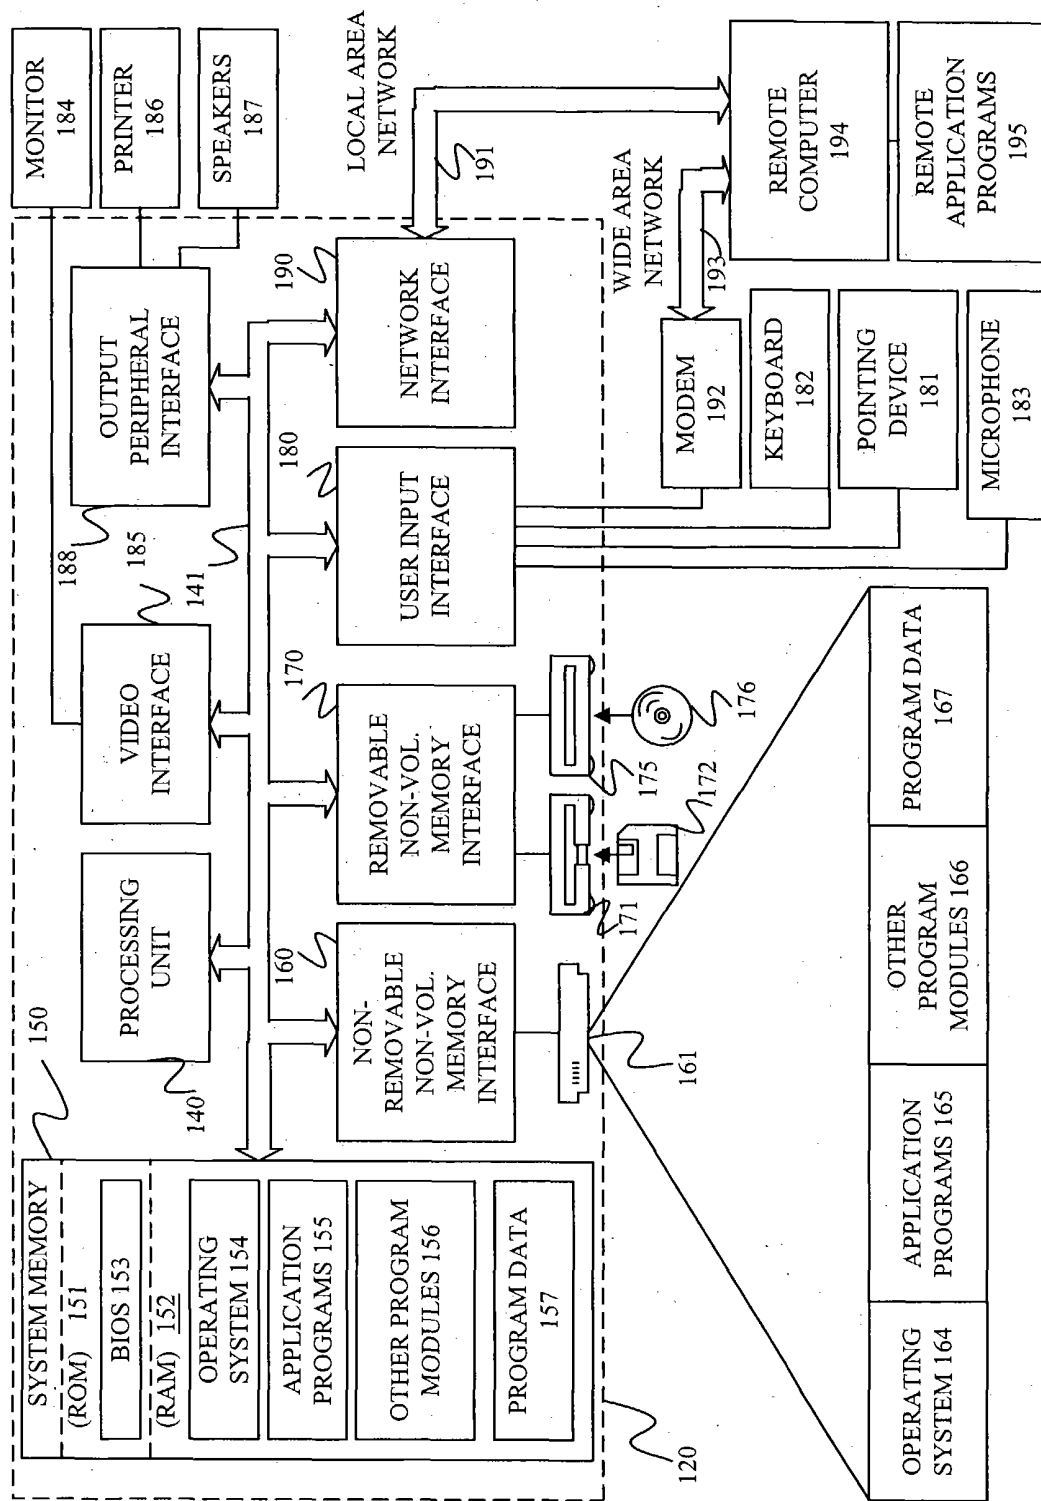 SYSTEM MEMORY
(ROM) 151
BIOS 153
(RAM) 152
OPERATING
SYSTEM 154
APPLICATION
PROGRAMS 155
OTHER PROGRAM
MODULES 156
PROGRAM DATA
157
120
150
PROCESSING
UNIT
140
VIDEO
INTERFACE
185
141
OUTPUT
PERIPHERAL
INTERFACE
188
MONITOR
184
PRINTER
186
SPEAKERS
187
NON-
REMOVABLE
NON-VOL.
MEMORY
INTERFACE
160
REMOVABLE
NON-VOL.
MEMORY
INTERFACE
170
USER INPUT
INTERFACE
180
NETWORK
INTERFACE
190
LOCAL AREA
NETWORK
191
161
171
172
175
176
WIDE AREA
NETWORK
193
MODEM
192
KEYBOARD
182
POINTING
DEVICE
181
MICROPHONE
183
REMOTE
COMPUTER
194
REMOTE
APPLICATION
PROGRAMS
195
OPERATING
SYSTEM 164
APPLICATION
PROGRAMS 165
OTHER
PROGRAM
MODULES 166
PROGRAM DATA
167